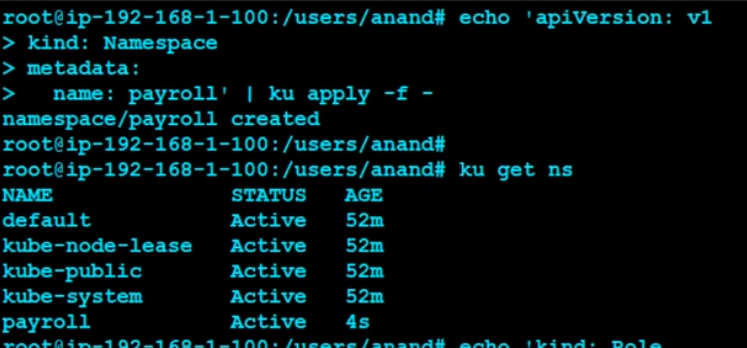 root@ip-192-168-1-100:/users/anand# echo 'apiVersion: v1
> kind: Namespace
> metadata:
>   name: payroll' | ku apply -f -
namespace/payroll created
root@ip-192-168-1-100:/users/anand#
root@ip-192-168-1-100:/users/anand# ku get ns
NAME              STATUS   AGE
default           Active   52m
kube-node-lease   Active   52m
kube-public       Active   52m
kube-system       Active   52m
payroll           Active   4s
root@ip-192-168-1-100:/users/anand# echo 'kind: Role